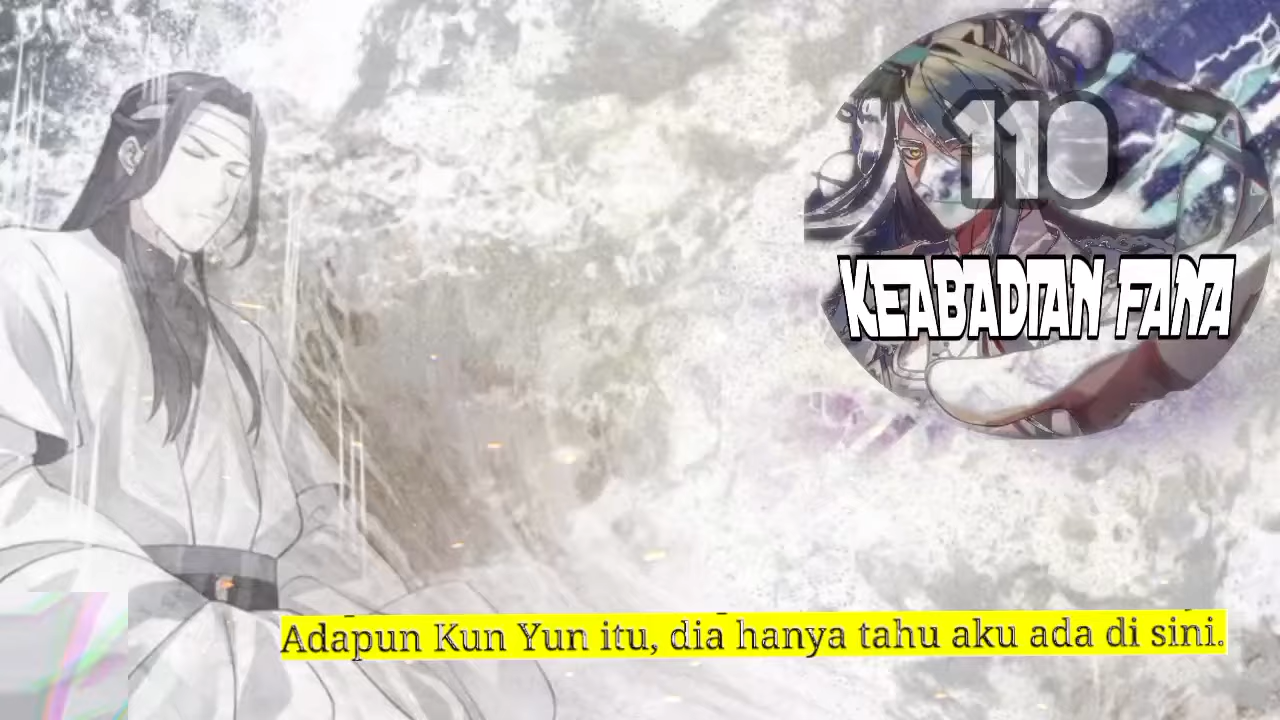 110
KEABADIAN FANA
Adapun Kun Yun itu, dia hanya tahu aku ada di sini.